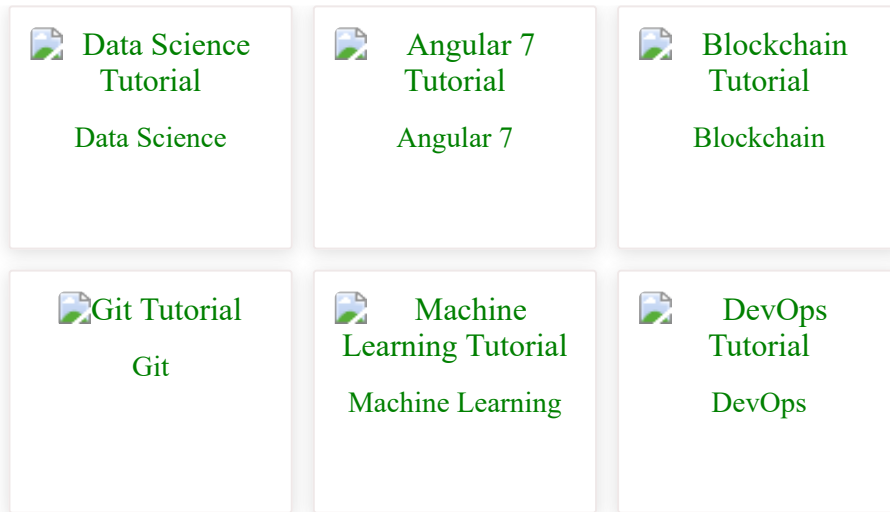 Data Science
Tutorial
Data Science
Angular 7
Tutorial
Angular 7
Blockchain
Tutorial
Blockchain
Git Tutorial
Git
Machine
Learning Tutorial
Machine Learning
DevOps
Tutorial
DevOps